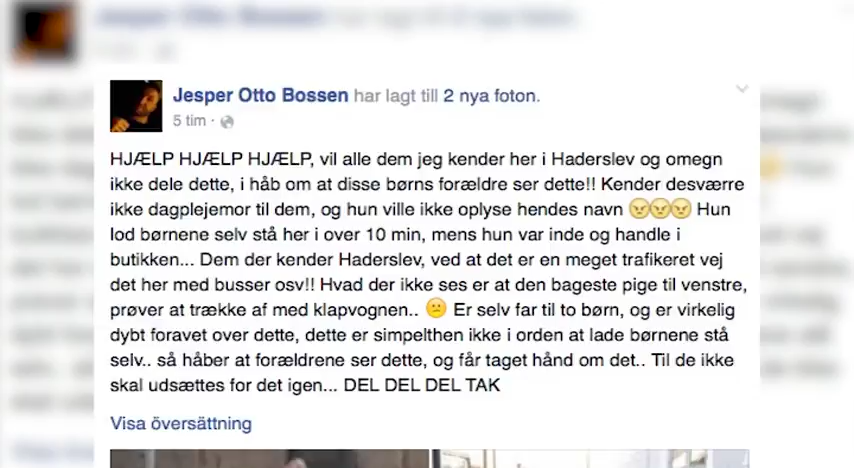 Jesper Otto Bossen har lagt till 2 nya foton.
5 tim ·
HJÆLP HJÆLP HJÆLP, vil alle dem jeg kender her i Haderslev og omegn
ikke dele dette, i håb om at disse børns forældre ser dette!! Kender desværre
ikke dagplejemor til dem, og hun ville ikke oplyse hendes navn 😠😠😠 Hun
lod børnene selv stå her i over 10 min, mens hun var inde og handle i
butikken... Dem der kender Haderslev, ved at det er en meget trafikeret vej
det her med busser osv!! Hvad der ikke ses er at den bageste pige til venstre,
prøver at trække af med klapvognen.. 😕 Er selv far til to børn, og er virkelig
dybt foravet over dette, dette er simpelthen ikke i orden at lade børnene stå
selv.. så håber at forældrene ser dette, og får taget hånd om det.. Til de ikke
skal udsættes for det igen... DEL DEL DEL TAK
Visa översättning